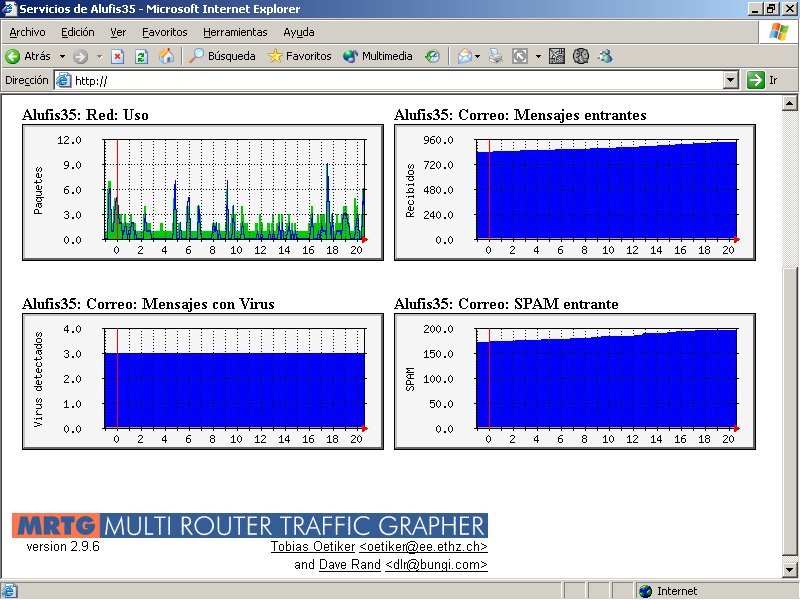 Servicios de Alufis35 - Microsoft Internet Explorer
Archivo Edición Ver Favoritos Herramientas Ayuda
Atrás Búsqueda Favoritos Multimedia
Dirección http:// Ir
Alufis35: Red: Uso
12.0
9.0
6.0
3.0
0.0
Paquetes
0 2 4 6 8 10 12 14 16 18 20
Alufis35: Correo: Mensajes entrantes
960.0
720.0
480.0
240.0
0.0
Recibidos
0 2 4 6 8 10 12 14 16 18 20
Alufis35: Correo: Mensajes con Virus
4.0
3.0
2.0
1.0
0.0
Virus detectados
0 2 4 6 8 10 12 14 16 18 20
Alufis35: Correo: SPAM entrante
200.0
150.0
100.0
50.0
0.0
SPAM
0 2 4 6 8 10 12 14 16 18 20
MRTG MULTI ROUTER TRAFFIC GRAPHER
version 2.9.6 Tobias Oetiker <oetiker@ee.ethz.ch>
and Dave Rand <dlr@bungi.com>
Internet